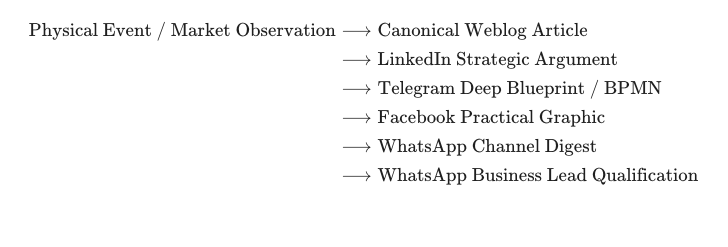 Physical Event / Market Observation ⟶ Canonical Weblog Article
⟶ LinkedIn Strategic Argument
⟶ Telegram Deep Blueprint / BPMN
⟶ Facebook Practical Graphic
⟶ WhatsApp Channel Digest
⟶ WhatsApp Business Lead Qualification